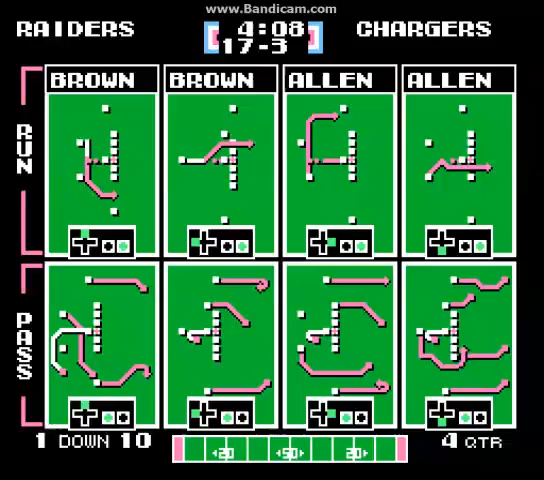 www.Bandicam.com
RAIDERS 4:08 CHARGERS
17-3
BROWN BROWN ALLEN ALLEN
RUN
PASS
1 DOWN 10 4 QTR
20 50 20